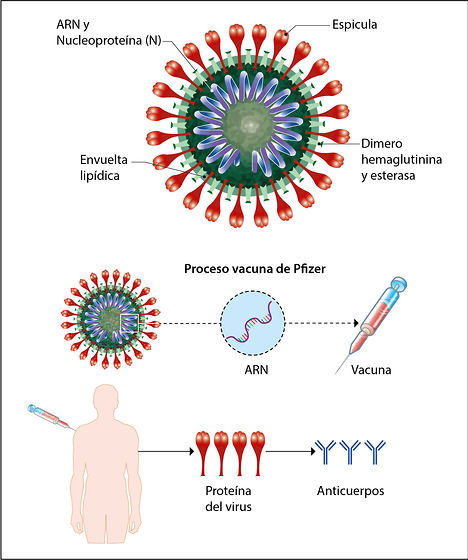 ARN y
Nucleoproteína (N)
Espicula
Envuelta
lipídica
Dimero
hemaglutinina
y esterasa
Proceso vacuna de Pfizer
ARN
Vacuna
Proteína
del virus
Anticuerpos